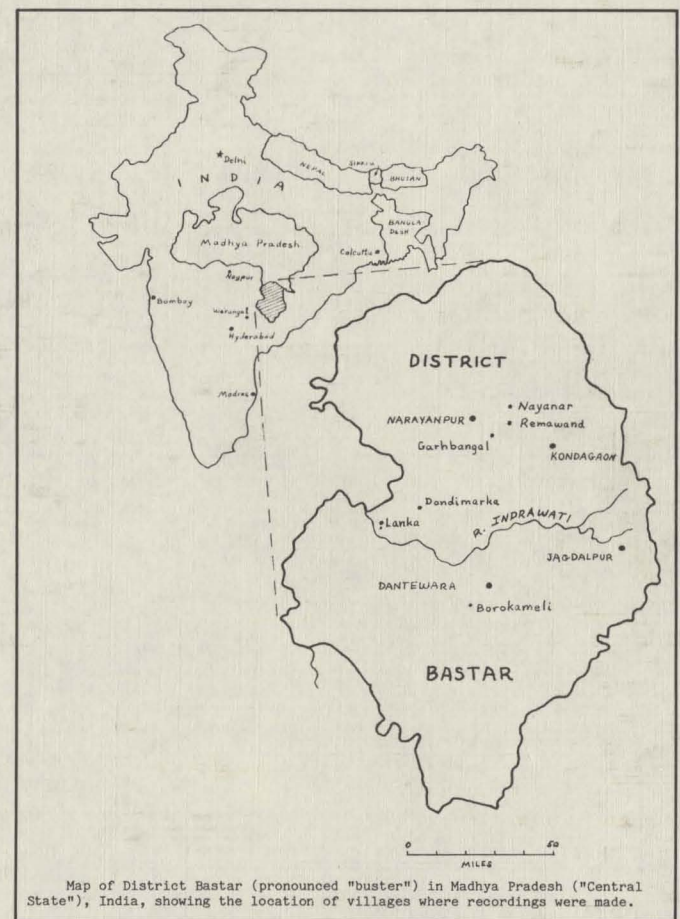 Delhi
INDIA
NEPAL
SIKKIM
BHUTAN
BANGLA
DESH
Madhya Pradesh
Calcutta
Raypur
Bombay
Warangal
Hyderabad
Madras
DISTRICT
Nayanar
NARAYANPUR
Remawand
Garhbangal
KONDAGAON
Dondimarka
Lanka
R. INDRAWATI
JAGDALPUR
DANTEWARA
Borokameli
BASTAR
0 50
MILES
Map of District Bastar (pronounced "buster") in Madhya Pradesh ("Central
State"), India, showing the location of villages where recordings were made.